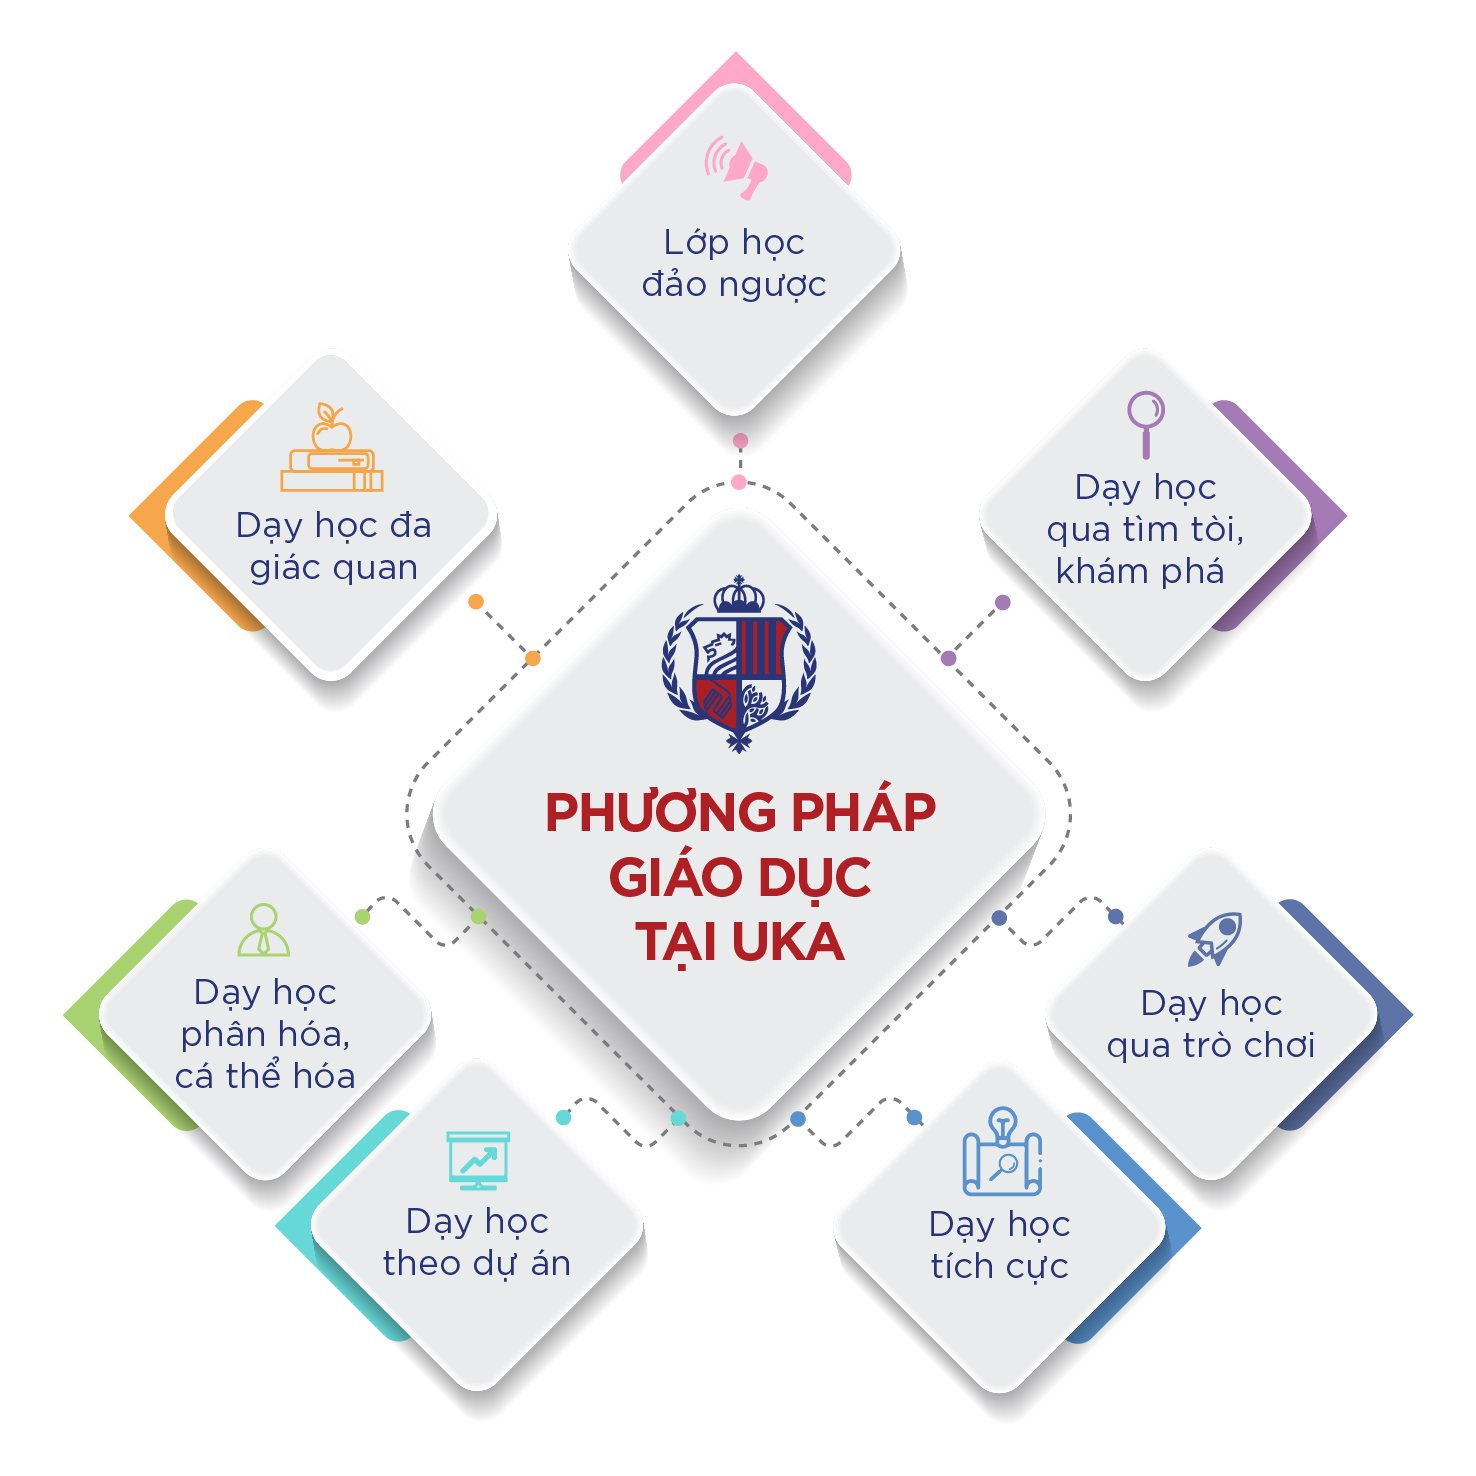 Lớp học
đảo ngược
Dạy học đa
giác quan
Dạy học
qua tìm tòi,
khám phá
PHƯƠNG PHÁP
GIÁO DỤC
TẠI UKA
Dạy học
phân hóa,
cá thể hóa
Dạy học
qua trò chơi
Dạy học
theo dự án
Dạy học
tích cực